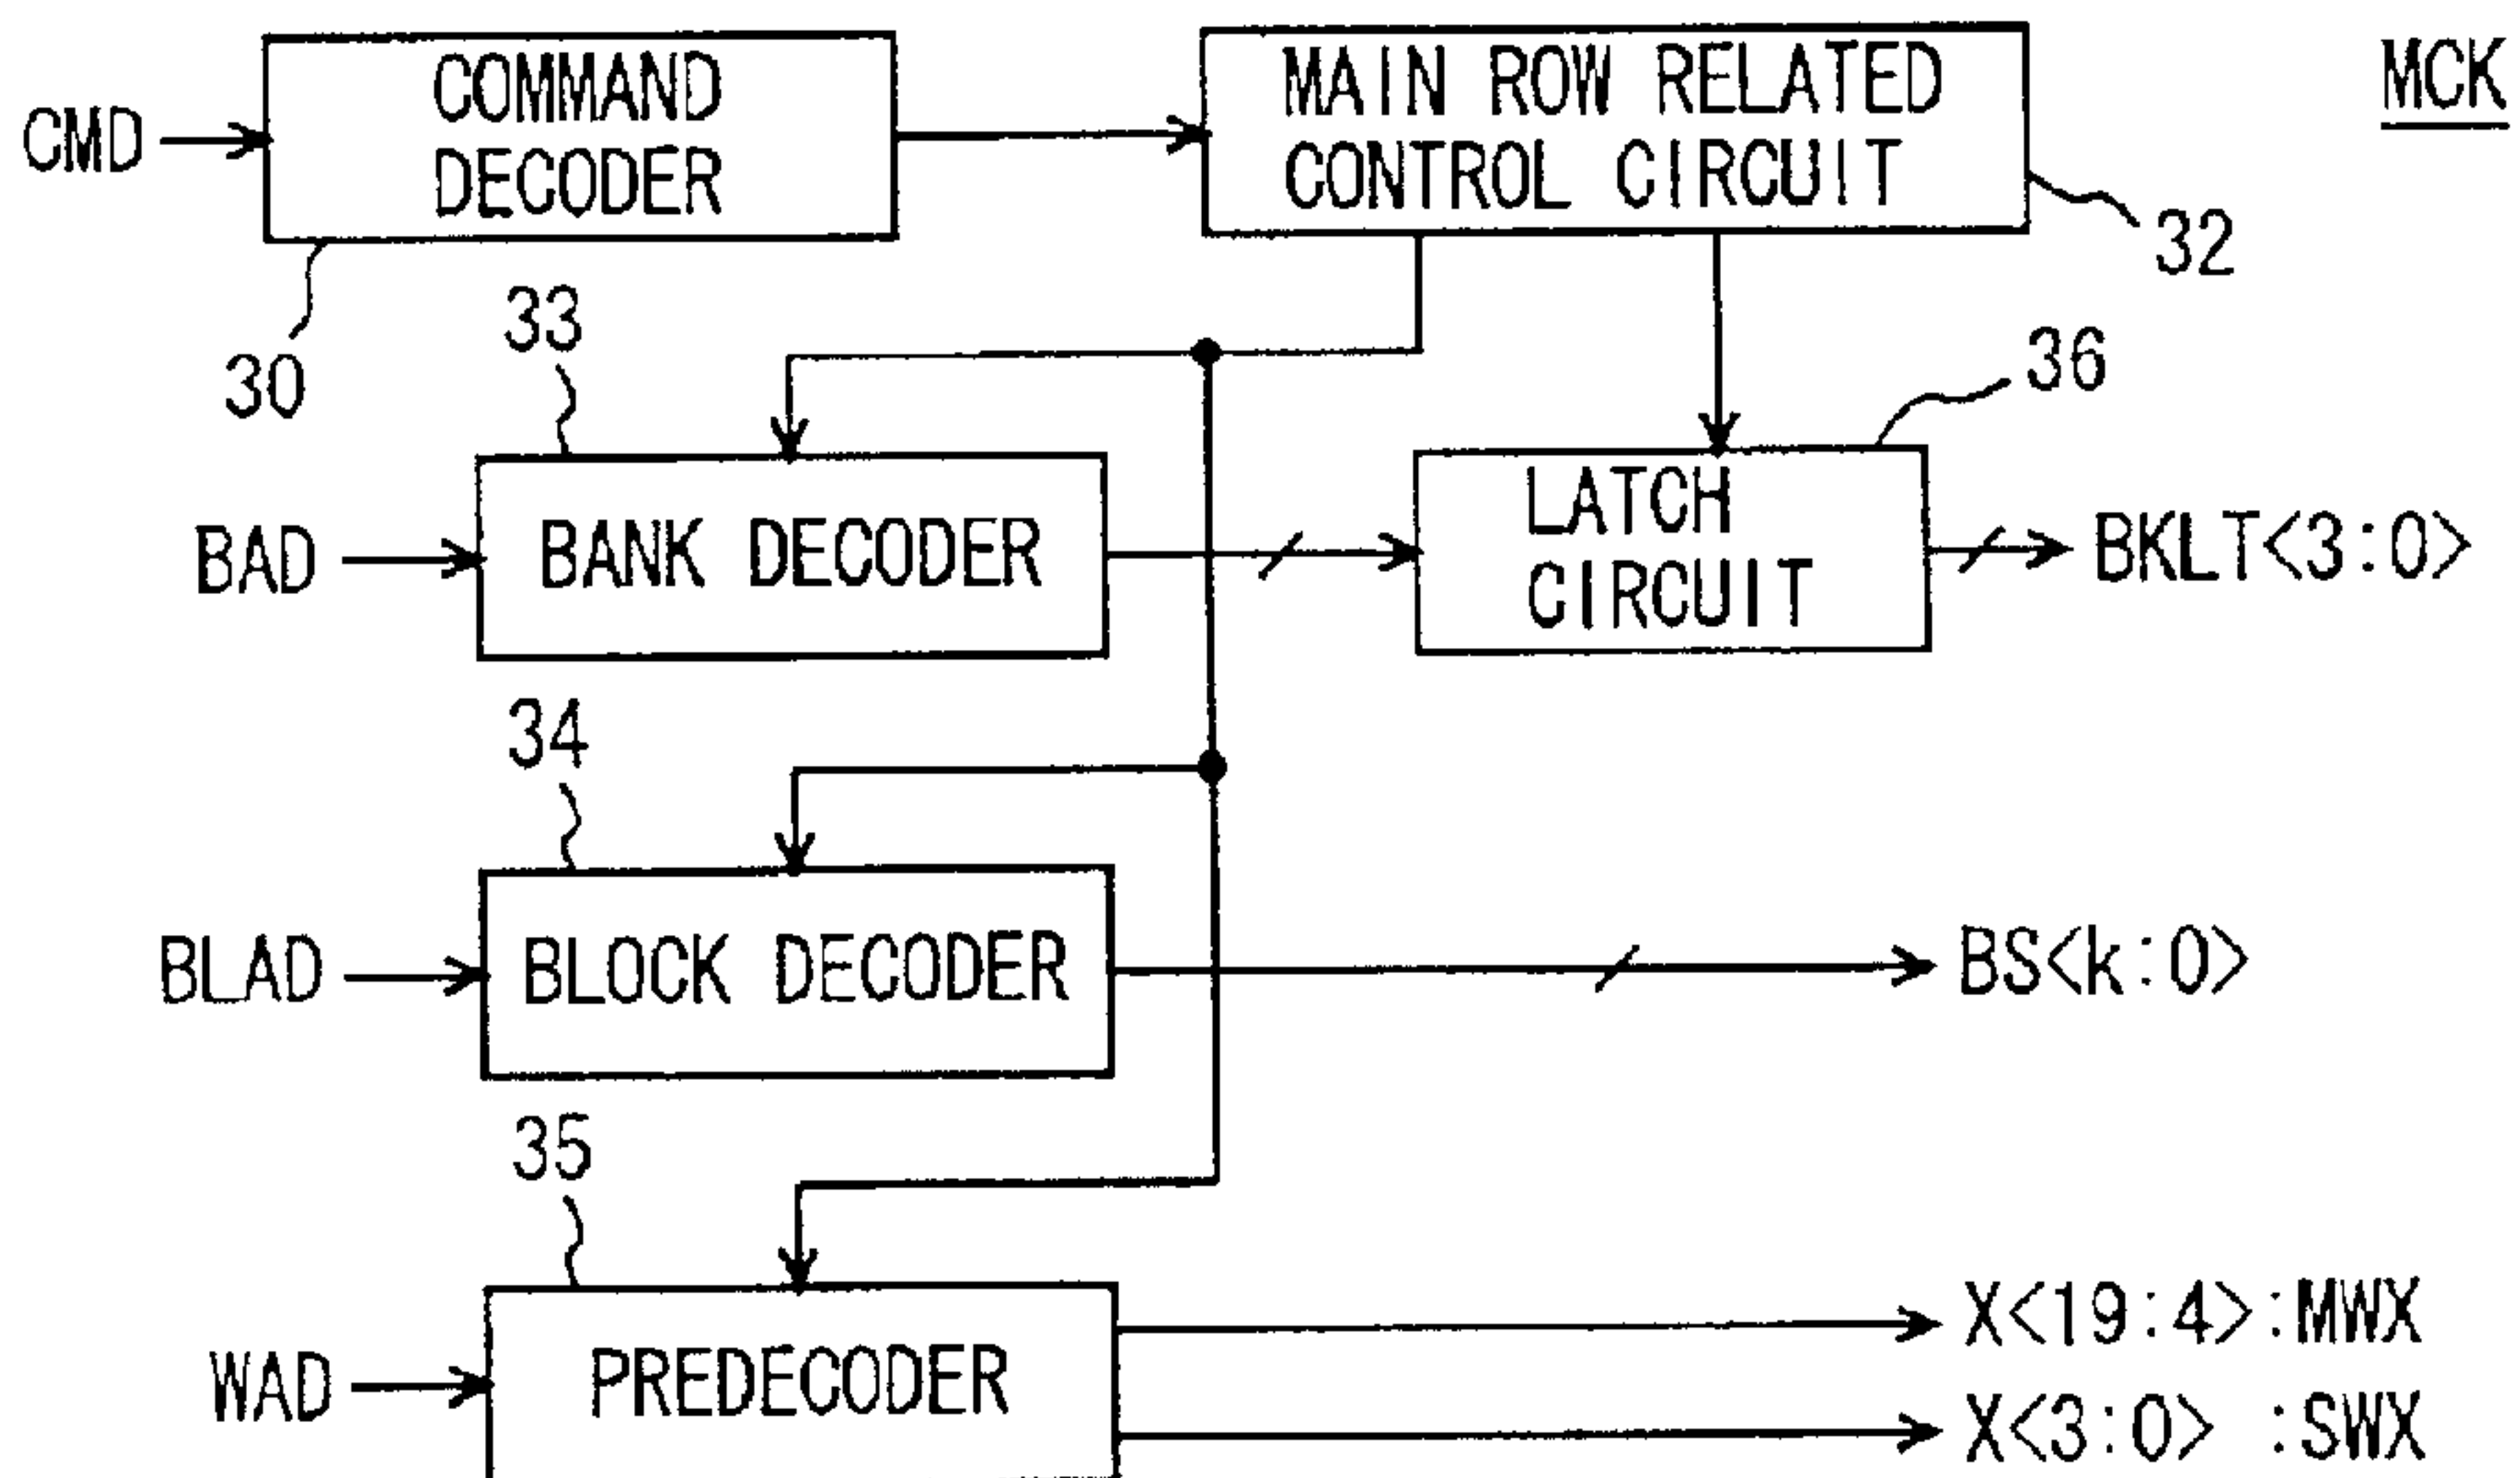 COMMAND
DECODER
MAIN ROW RELATED
CONTROL CIRCUIT
MCK
CMD
32
30
33
36
BAD
BANK DECODER
LATCH
CIRCUIT
BKLT<3:0>
34
BLAD
BLOCK DECODER
BS<k:0>
35
WAD
PREDECODER
X<19:4>:MWX
X<3:0> :SWX